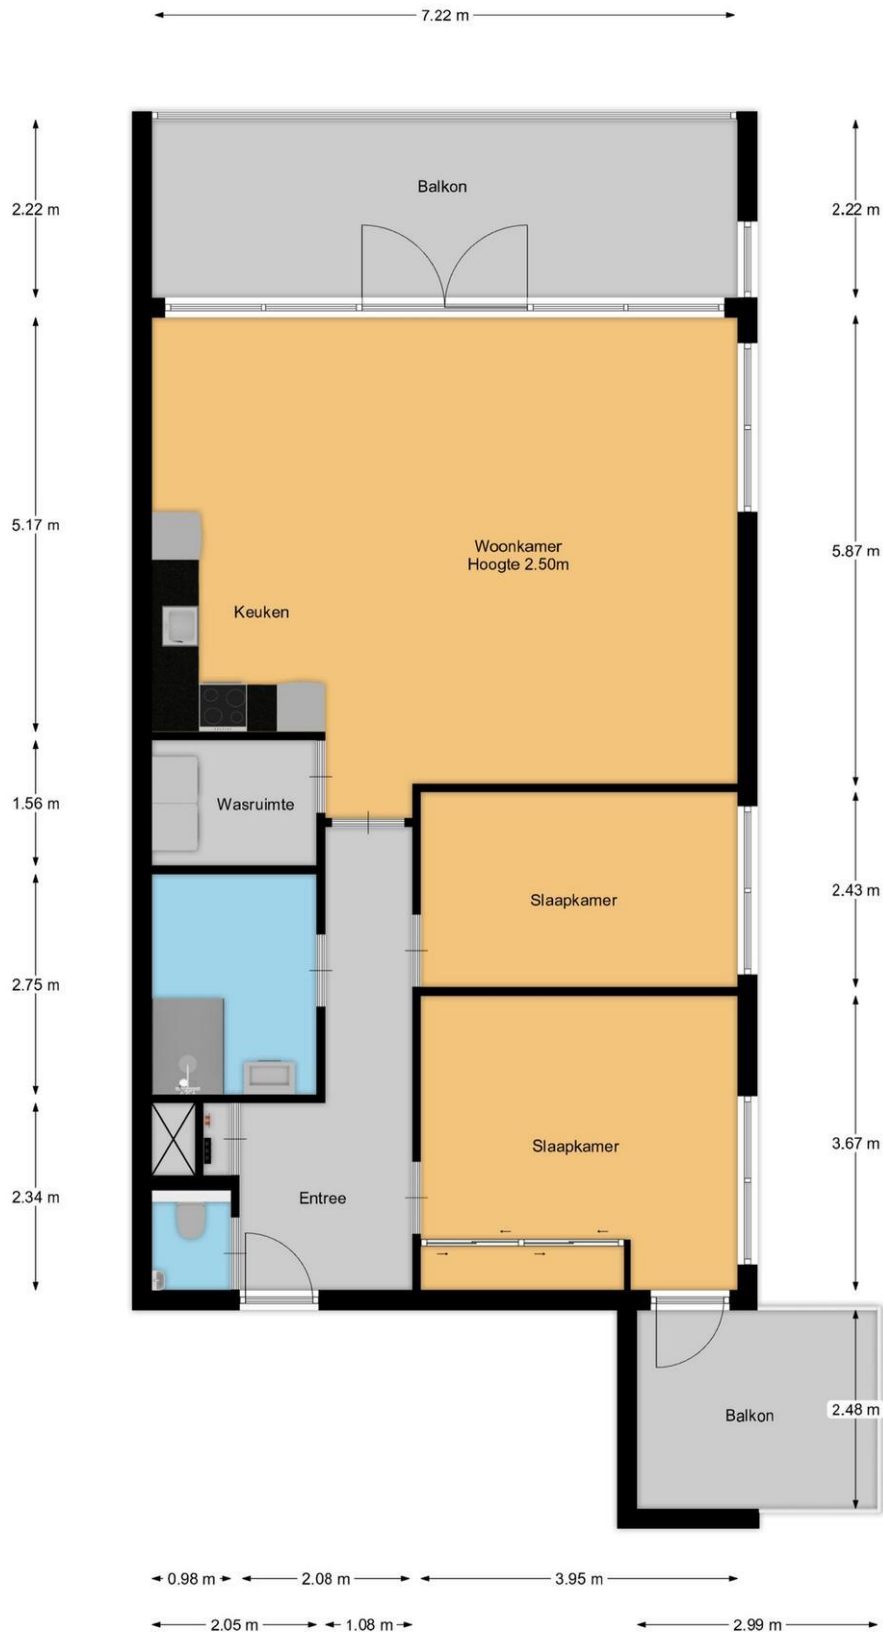 7.22 m
Balkon
2.22 m
2.22 m
5.17 m
Woonkamer
Hoogte 2.50m
5.87 m
Keuken
1.56 m
Wasruimte
Slaapkamer
2.43 m
2.75 m
Slaapkamer
3.67 m
2.34 m
Entree
Balkon
2.48 m
0.98 m
2.08 m
3.95 m
2.05 m
1.08 m
2.99 m